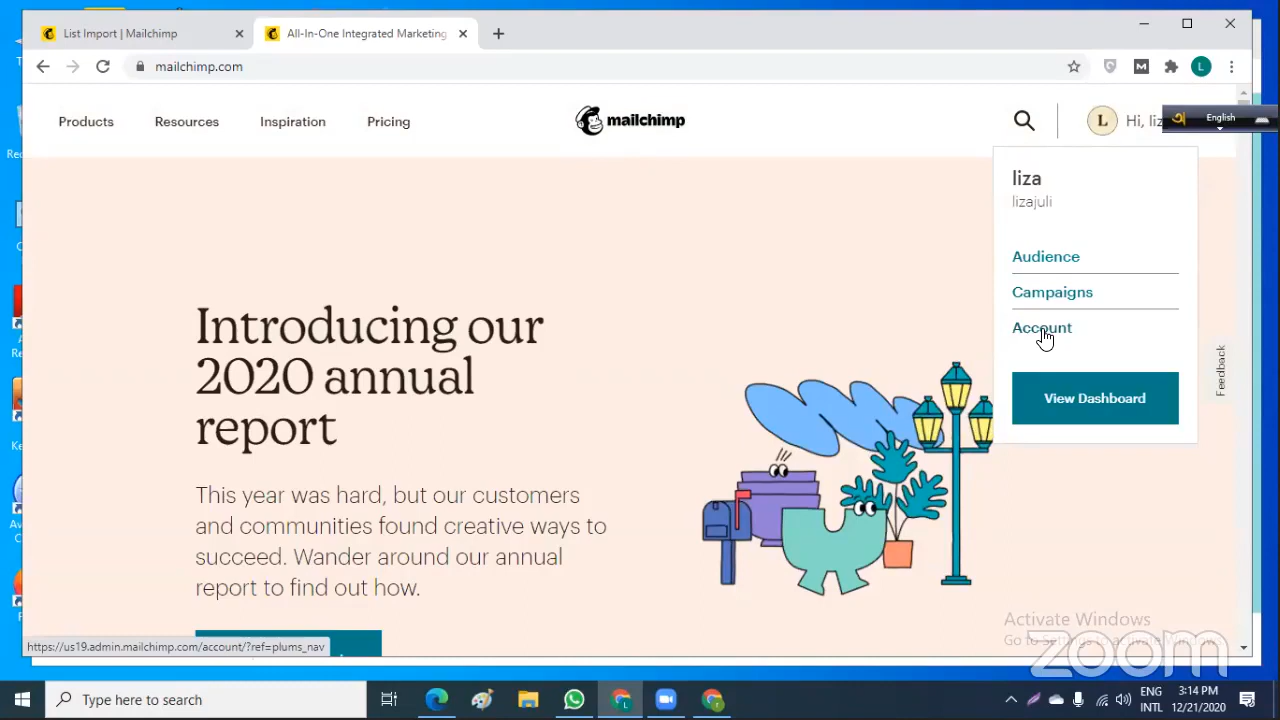 List Import | Mailchimp
All-In-One Integrated Marketing
mailchimp.com
L
Products
Resources
Inspiration
Pricing
mailchimp
L
Hi, liz
English
liza
lizajuli
Audience
Campaigns
Account
View Dashboard
Feedback
Introducing our
2020 annual
report
This year was hard, but our customers
and communities found creative ways to
succeed. Wander around our annual
report to find out how.
Activate Windows
Go to Settings
zoom
https://us19.admin.mailchimp.com/account/?ref=plums_nav
Type here to search
ENG
INTL
3:14 PM
12/21/2020